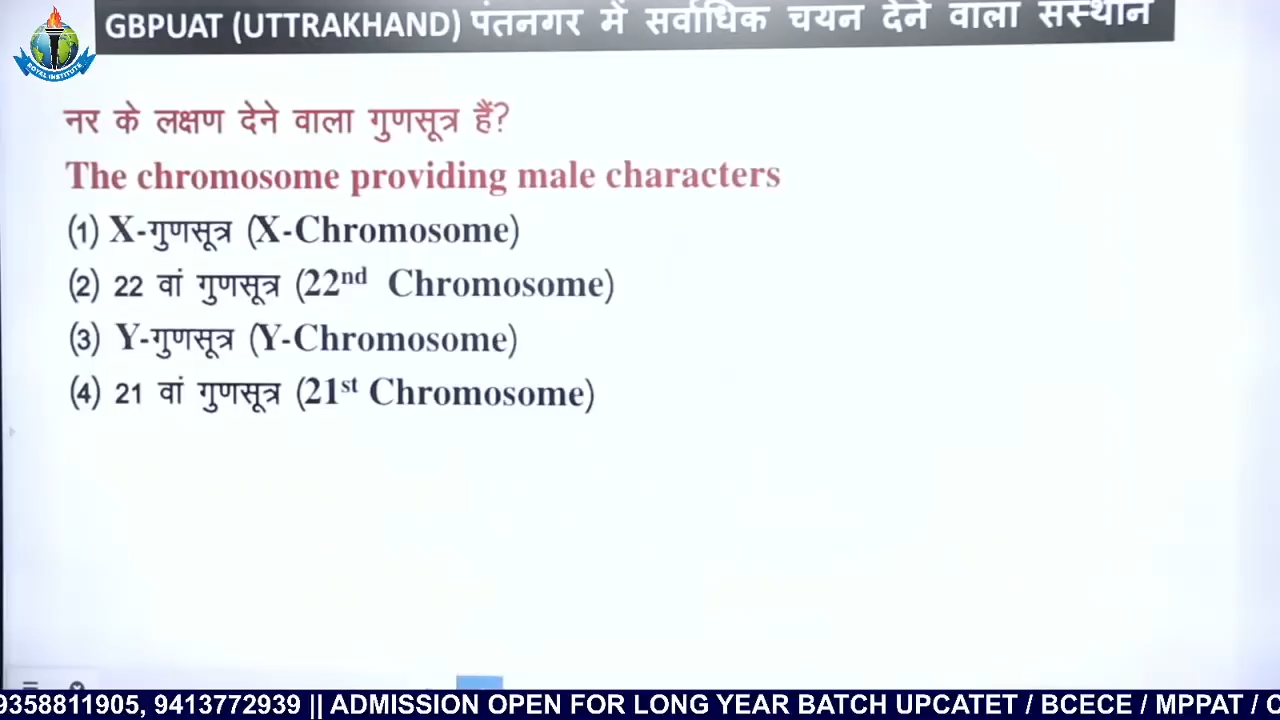 GBPUAT (UTTRAKHAND) पंतनगर में सर्वाधिक चयन देने वाला संस्थान
ROYAL INSTITUTE
नर के लक्षण देने वाला गुणसूत्र हैं?
The chromosome providing male characters
(1) X-गुणसूत्र (X-Chromosome)
(2) 22 वां गुणसूत्र (22nd Chromosome)
(3) Y-गुणसूत्र (Y-Chromosome)
(4) 21 वां गुणसूत्र (21st Chromosome)
9358811905, 9413772939 || ADMISSION OPEN FOR LONG YEAR BATCH UPCATET / BCECE / MPPAT /